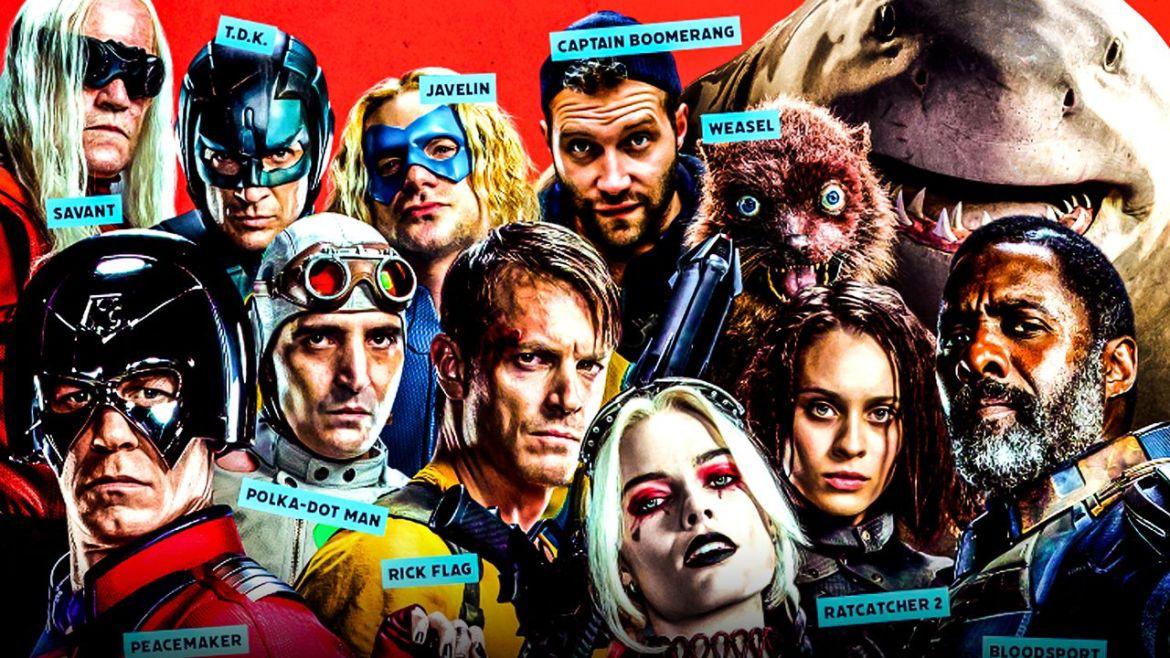 T.D.K.
CAPTAIN BOOMERANG
JAVELIN
WEASEL
SAVANT
POLKA-DOT MAN
RICK FLAG
RATCATCHER 2
PEACEMAKER
BLOODSPORT